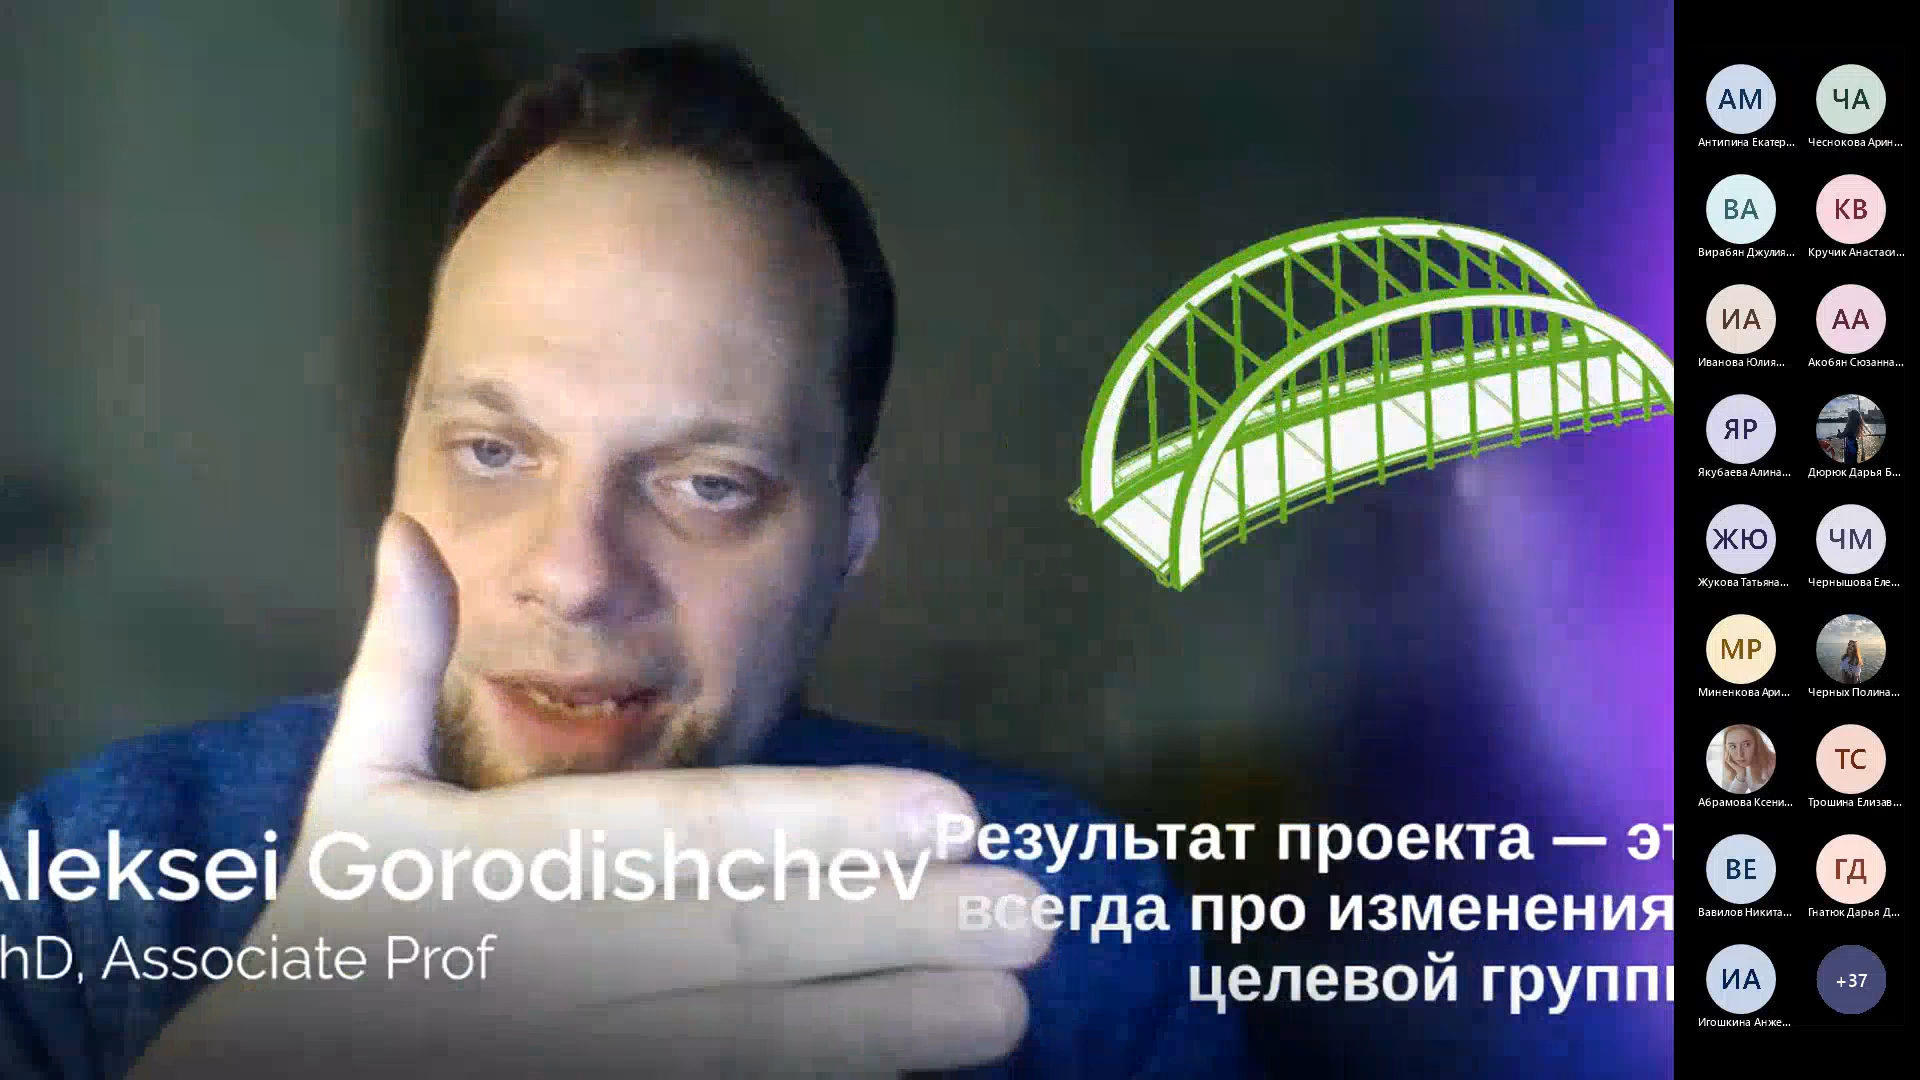 Aleksei Gorodishchev
hD, Associate Prof
Результат проекта — эт
всегда про изменения
целевой групп
АМ
Антипина Екатер...
ЧА
Чеснокова Арин...
ВА
Вирабян Джулия...
КВ
Кручик Анастаси...
ИА
Иванова Юлия...
АА
Акобян Сюзанна...
ЯР
Якубаева Алина...
Дюрюк Дарья Б...
ЖЮ
Жукова Татьяна...
ЧМ
Чернышова Еле...
МР
Миненкова Ари...
Черных Полина...
Абрамова Ксени...
ТС
Трошина Елизав...
ВЕ
Вавилов Никита...
ГД
Гнатюк Дарья Д...
ИА
Игошкина Анже...
+37